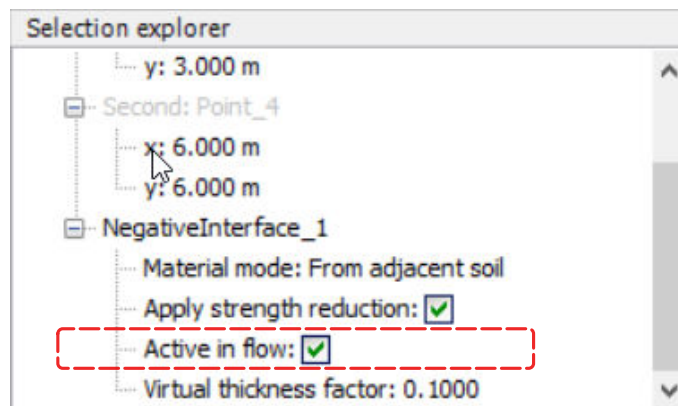 Selection explorer
y: 3.000 m
Second: Point_4
x: 6.000 m
y: 6.000 m
NegativeInterface_1
Material mode: From adjacent soil
Apply strength reduction:
Active in flow:
Virtual thickness factor: 0.1000